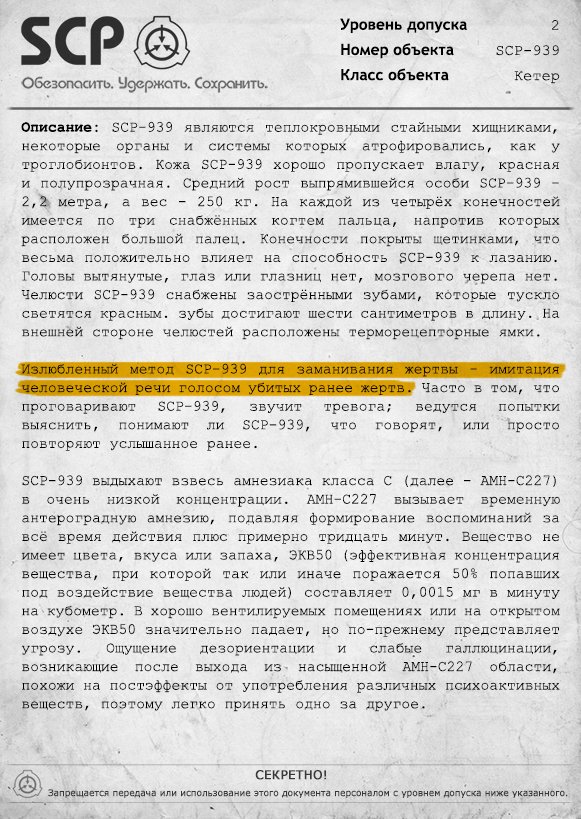 SCP
Обезопасить. Удержать. Сохранить.
Уровень допуска 2
Номер объекта SCP-939
Класс объекта Кетер
Описание: SCP-939 являются теплокровными стайными хищниками,
некоторые органы и системы которых атрофировались, как у
троглобионтов. Кожа SCP-939 хорошо пропускает влагу, красная
и полупрозрачная. Средний рост выпрямившейся особи SCP-939 -
2,2 метра, а вес - 250 кг. На каждой из четырёх конечностей
имеется по три снабжённых когтем пальца, напротив которых
расположен большой палец. Конечности покрыты щетинками, что
весьма положительно влияет на способность SCP-939 к лазанию.
Головы вытянутые, глаз или глазниц нет, мозгового черепа нет.
Челюсти SCP-939 снабжены заострёнными зубами, которые тускло
светятся красным. зубы достигают шести сантиметров в длину. На
внешней стороне челюстей расположены терморецепторные ямки.
Излюбленный метод SCP-939 для заманивания жертвы - имитация
человеческой речи голосом убитых ранее жертв. Часто в том, что
проговаривают SCP-939, звучит тревога; ведутся попытки
выяснить, понимают ли SCP-939, что говорят, или просто
повторяют услышанное ранее.
SCP-939 выдыхают взвесь амнезиака класса С (далее - АМН-С227)
в очень низкой концентрации. АМН-С227 вызывает временную
антероградную амнезию, подавляя формирование воспоминаний за
всё время действия плюс примерно тридцать минут. Вещество не
имеет цвета, вкуса или запаха, ЭКВ50 (эффективная концентрация
вещества, при которой так или иначе поражается 50% попавших
под воздействие вещества людей) составляет 0,0015 мг в минуту
на кубометр. В хорошо вентилируемых помещениях или на открытом
воздухе ЭКВ50 значительно падает, но по-прежнему представляет
угрозу. Ощущение дезориентации и слабые галлюцинации,
возникающие после выхода из насыщенной АМН-С227 области,
похожи на постэффекты от употребления различных психоактивных
веществ, поэтому легко принять одно за другое.
СЕКРЕТНО!
Запрещается передача или использование этого документа персоналом с уровнем допуска ниже указанного.